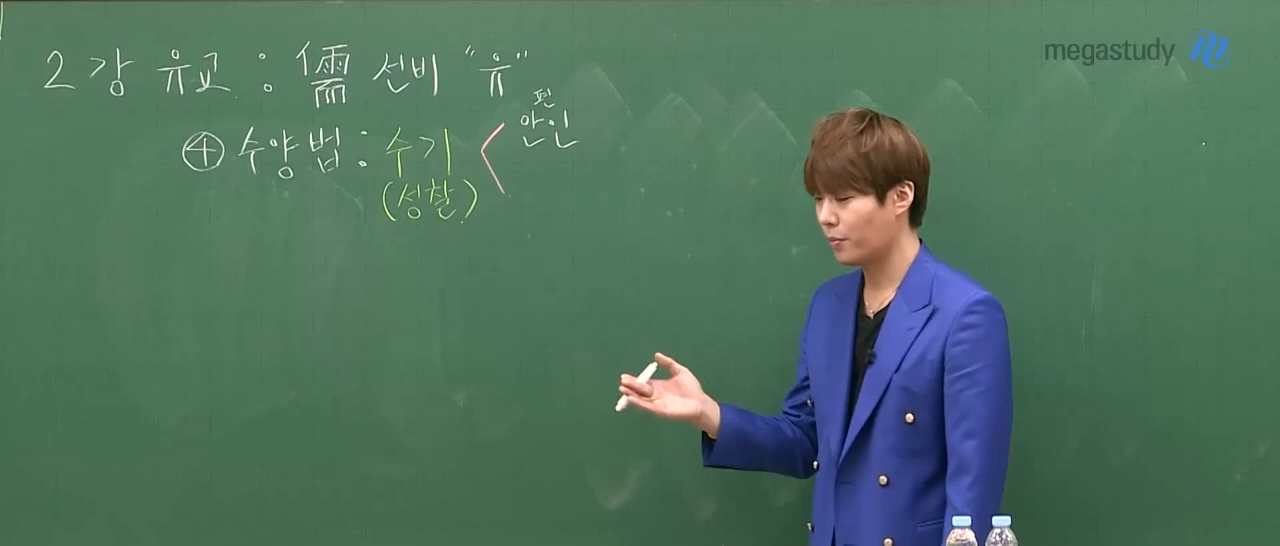 megastudy
2강 유교 : 儒 선비 "유"
편
④ 수양법 : 수기 < 안인
(성찰)